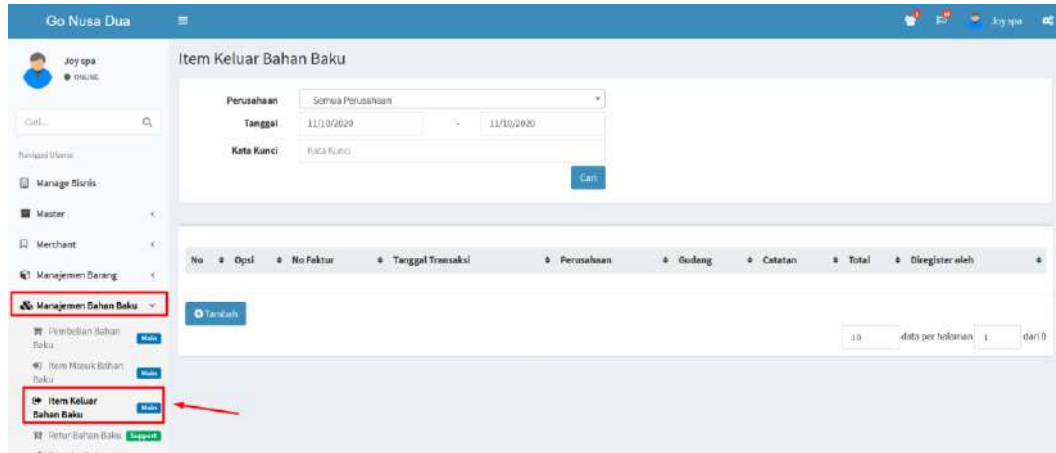 Go Nusa Dua
Joy spa
Joy spa
ONLINE
Cari...
Navigasi Utama
Manage Bisnis
Master
Merchant
Manajemen Barang
Manajemen Bahan Baku
Pembelian Bahan Baku Main
Item Masuk Bahan Baku Main
Item Keluar Bahan Baku Main
Retur Bahan Baku Support
Item Keluar Bahan Baku
Perusahaan Semua Perusahaan
Tanggal 11/10/2020 - 11/10/2020
Kata Kunci Kata Kunci
Cari
No Opsi No Faktur Tanggal Transaksi Perusahaan Gudang Catatan Total Diregister oleh
Tambah
10 data per halaman 1 dari 0